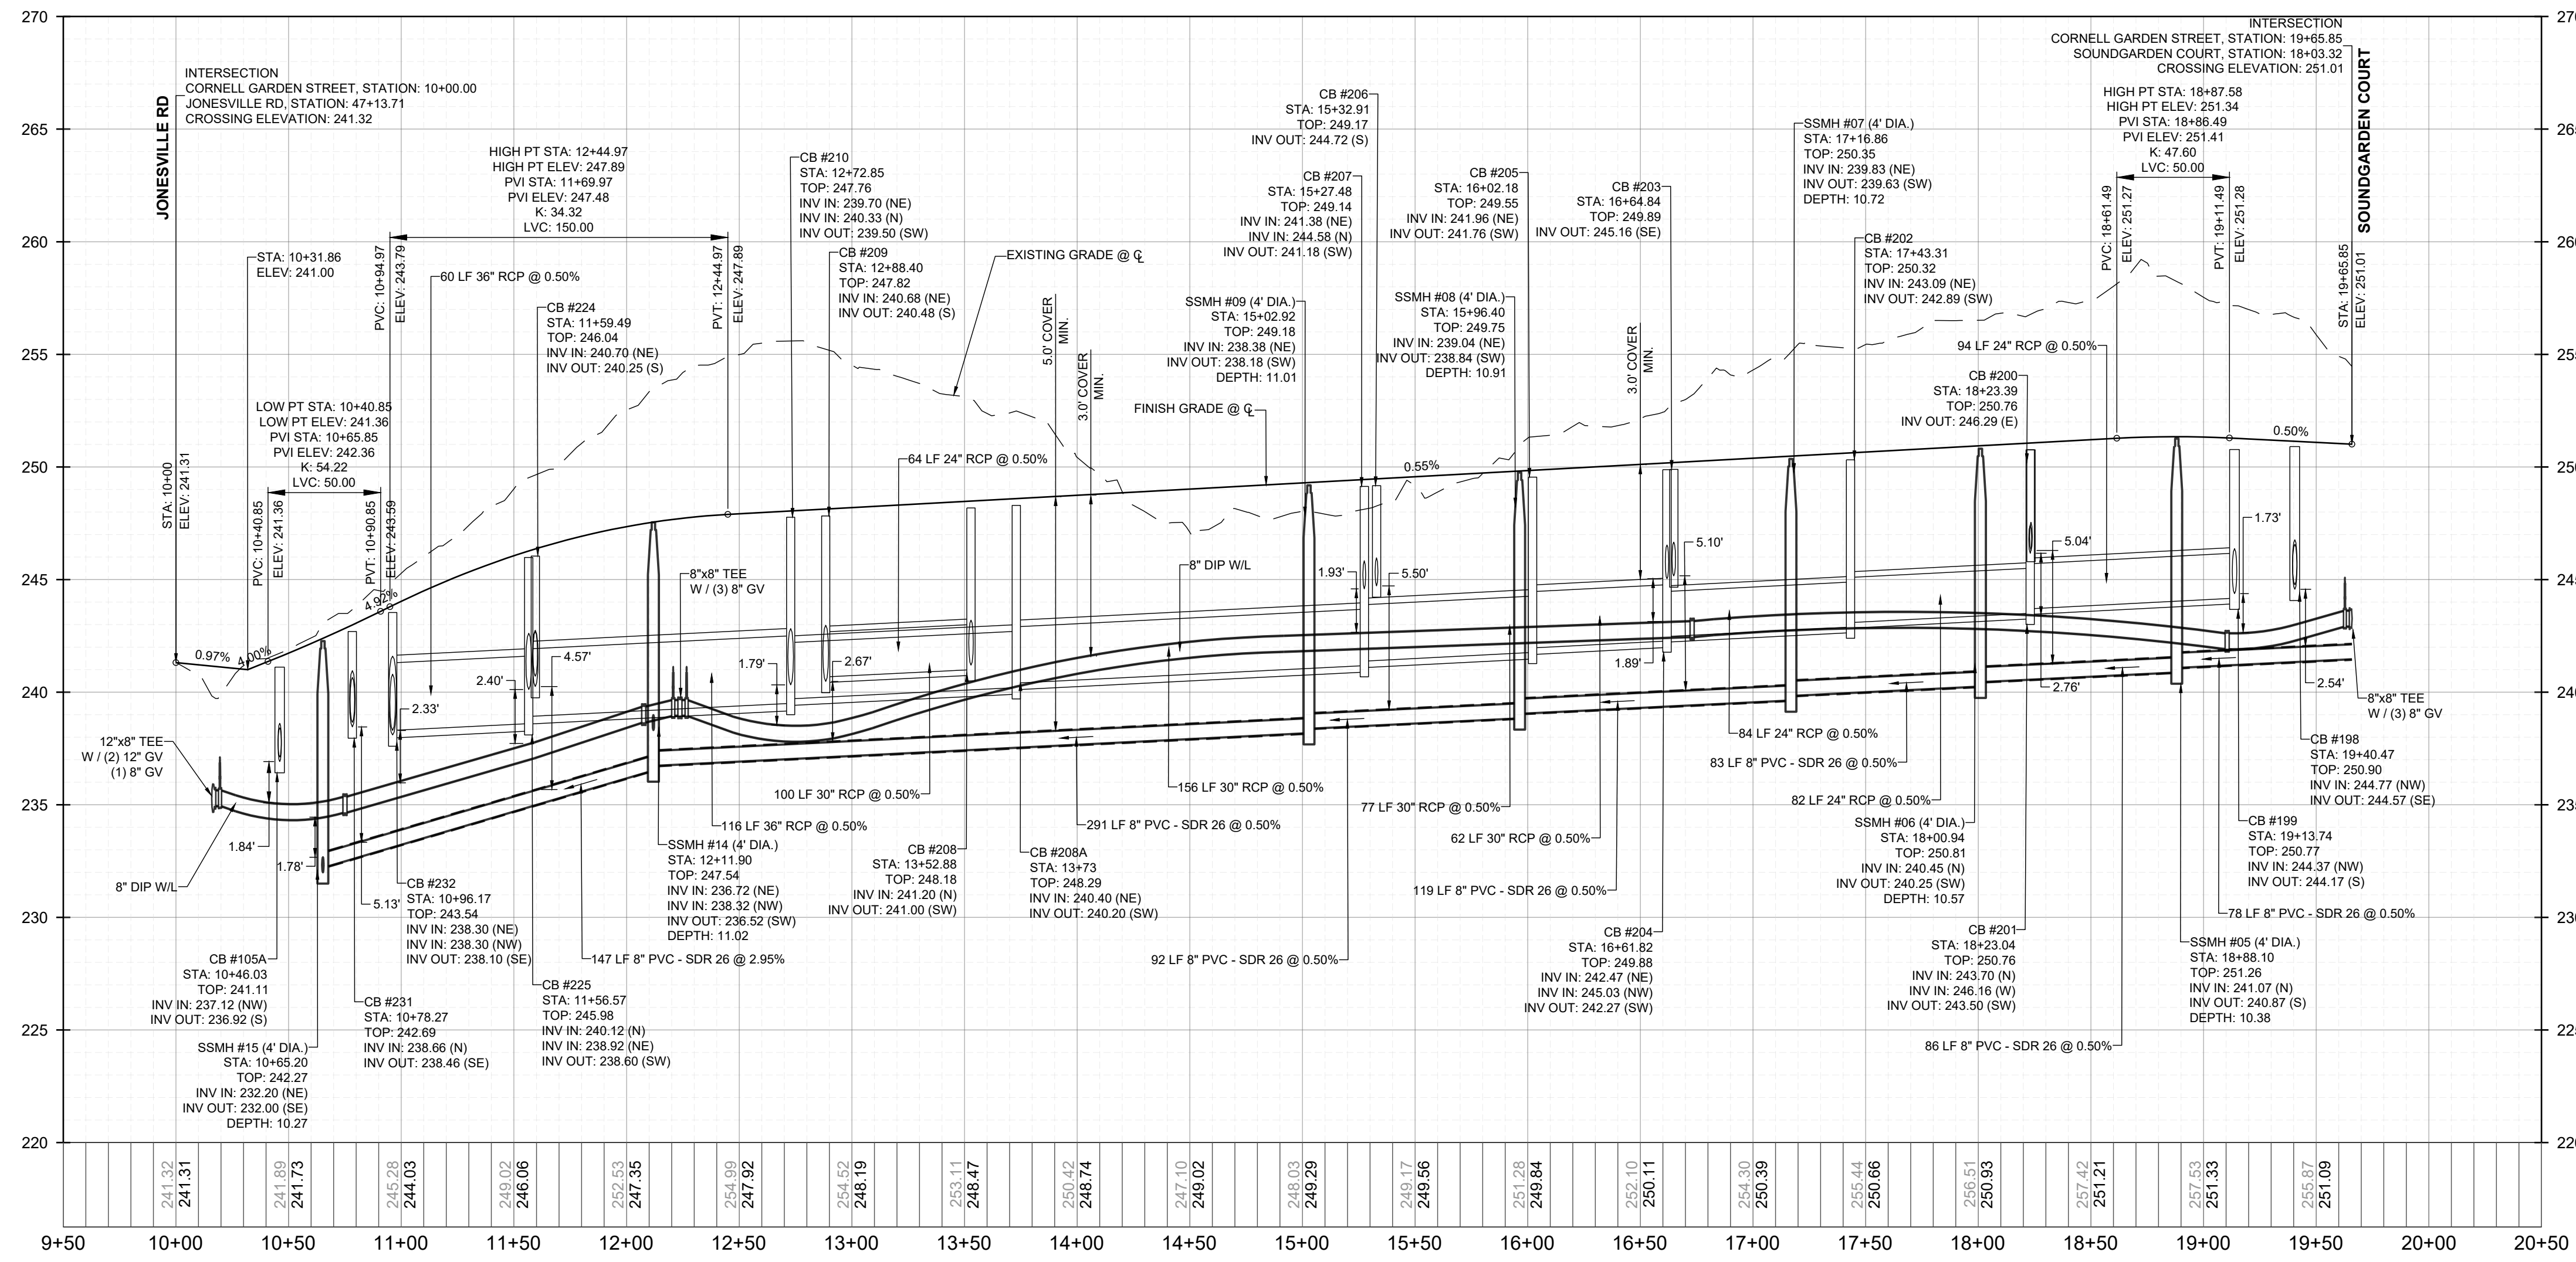 270
265
260
255
250
245
240
235
230
225
220
INTERSECTION
CORNELL GARDEN STREET, STATION: 10+00.00
JONESVILLE RD, STATION: 47+13.71
CROSSING ELEVATION: 241.32
JONESVILLE RD
STA: 10+00
ELEV: 241.31
STA: 10+31.86
ELEV: 241.00
0.97%
4.00%
4.92%
LOW PT STA: 10+40.85
LOW PT ELEV: 241.36
PVI STA: 10+65.85
PVI ELEV: 242.36
K: 54.22
LVC: 50.00
PVC: 10+40.85
ELEV: 241.36
PVT: 10+90.85
ELEV: 243.59
HIGH PT STA: 12+44.97
HIGH PT ELEV: 247.89
PVI STA: 11+69.97
PVI ELEV: 247.48
K: 34.32
LVC: 150.00
PVC: 10+94.97
ELEV: 243.79
PVT: 12+44.97
ELEV: 247.89
60 LF 36" RCP @ 0.50%
CB #224
STA: 11+59.49
TOP: 246.04
INV IN: 240.70 (NE)
INV OUT: 240.25 (S)
CB #210
STA: 12+72.85
TOP: 247.76
INV IN: 239.70 (NE)
INV IN: 240.33 (N)
INV OUT: 239.50 (SW)
CB #209
STA: 12+88.40
TOP: 247.82
INV IN: 240.68 (NE)
INV OUT: 240.48 (S)
EXISTING GRADE @ ℄
5.0' COVER
MIN.
3.0' COVER
MIN.
FINISH GRADE @ ℄
64 LF 24" RCP @ 0.50%
8" DIP W/L
8"x8" TEE
W / (3) 8" GV
SSMH #09 (4' DIA.)
STA: 15+02.92
TOP: 249.18
INV IN: 238.38 (NE)
INV OUT: 238.18 (SW)
DEPTH: 11.01
CB #206
STA: 15+32.91
TOP: 249.17
INV OUT: 244.72 (S)
CB #207
STA: 15+27.48
TOP: 249.14
INV IN: 241.38 (NE)
INV IN: 244.58 (N)
INV OUT: 241.18 (SW)
SSMH #08 (4' DIA.)
STA: 15+96.40
TOP: 249.75
INV IN: 239.04 (NE)
INV OUT: 238.84 (SW)
DEPTH: 10.91
CB #205
STA: 16+02.18
TOP: 249.55
INV IN: 241.96 (NE)
INV OUT: 241.76 (SW)
CB #203
STA: 16+64.84
TOP: 249.89
INV OUT: 245.16 (SE)
3.0' COVER
MIN.
SSMH #07 (4' DIA.)
STA: 17+16.86
TOP: 250.35
INV IN: 239.83 (NE)
INV OUT: 239.63 (SW)
DEPTH: 10.72
CB #202
STA: 17+43.31
TOP: 250.32
INV IN: 243.09 (NE)
INV OUT: 242.89 (SW)
94 LF 24" RCP @ 0.50%
CB #200
STA: 18+23.39
TOP: 250.76
INV OUT: 246.29 (E)
INTERSECTION
CORNELL GARDEN STREET, STATION: 19+65.85
SOUNDGARDEN COURT, STATION: 18+03.32
CROSSING ELEVATION: 251.01
SOUNDGARDEN COURT
HIGH PT STA: 18+87.58
HIGH PT ELEV: 251.34
PVI STA: 18+86.49
PVI ELEV: 251.41
K: 47.60
LVC: 50.00
PVC: 18+61.49
ELEV: 251.27
PVT: 19+11.49
ELEV: 251.28
STA: 19+65.85
ELEV: 251.01
0.55%
0.50%
1.93'
5.50'
5.10'
1.89'
5.04'
2.76'
1.73'
2.54'
1.79'
2.67'
4.57'
2.40'
2.33'
1.84'
1.78'
5.13'
12"x8" TEE
W / (2) 12" GV
(1) 8" GV
8" DIP W/L
CB #105A
STA: 10+46.03
TOP: 241.11
INV IN: 237.12 (NW)
INV OUT: 236.92 (S)
SSMH #15 (4' DIA.)
STA: 10+65.20
TOP: 242.27
INV IN: 232.20 (NE)
INV OUT: 232.00 (SE)
DEPTH: 10.27
CB #231
STA: 10+78.27
TOP: 242.69
INV IN: 238.66 (N)
INV OUT: 238.46 (SE)
CB #232
STA: 10+96.17
TOP: 243.54
INV IN: 238.30 (NE)
INV IN: 238.30 (NW)
INV OUT: 238.10 (SE)
CB #225
STA: 11+56.57
TOP: 245.98
INV IN: 240.12 (N)
INV IN: 238.92 (NE)
INV OUT: 238.60 (SW)
147 LF 8" PVC - SDR 26 @ 2.95%
SSMH #14 (4' DIA.)
STA: 12+11.90
TOP: 247.54
INV IN: 236.72 (NE)
INV IN: 238.32 (NW)
INV OUT: 236.52 (SW)
DEPTH: 11.02
116 LF 36" RCP @ 0.50%
100 LF 30" RCP @ 0.50%
CB #208
STA: 13+52.88
TOP: 248.18
INV IN: 241.20 (N)
INV OUT: 241.00 (SW)
CB #208A
STA: 13+73
TOP: 248.29
INV IN: 240.40 (NE)
INV OUT: 240.20 (SW)
291 LF 8" PVC - SDR 26 @ 0.50%
156 LF 30" RCP @ 0.50%
92 LF 8" PVC - SDR 26 @ 0.50%
77 LF 30" RCP @ 0.50%
62 LF 30" RCP @ 0.50%
119 LF 8" PVC - SDR 26 @ 0.50%
CB #204
STA: 16+61.82
TOP: 249.88
INV IN: 242.47 (NE)
INV IN: 245.03 (NW)
INV OUT: 242.27 (SW)
84 LF 24" RCP @ 0.50%
83 LF 8" PVC - SDR 26 @ 0.50%
82 LF 24" RCP @ 0.50%
SSMH #06 (4' DIA.)
STA: 18+00.94
TOP: 250.81
INV IN: 240.45 (N)
INV OUT: 240.25 (SW)
DEPTH: 10.57
CB #201
STA: 18+23.04
TOP: 250.76
INV IN: 243.70 (N)
INV IN: 246.16 (W)
INV OUT: 243.50 (SW)
86 LF 8" PVC - SDR 26 @ 0.50%
SSMH #05 (4' DIA.)
STA: 18+88.10
TOP: 251.26
INV IN: 241.07 (N)
INV OUT: 240.87 (S)
DEPTH: 10.38
78 LF 8" PVC - SDR 26 @ 0.50%
CB #199
STA: 19+13.74
TOP: 250.77
INV IN: 244.37 (NW)
INV OUT: 244.17 (S)
CB #198
STA: 19+40.47
TOP: 250.90
INV IN: 244.77 (NW)
INV OUT: 244.57 (SE)
8"x8" TEE
W / (3) 8" GV
241.32 241.31
241.89 241.73
245.28 244.03
249.02 246.06
252.53 247.35
254.99 247.92
254.52 248.19
253.11 248.47
250.42 248.74
247.10 249.02
248.03 249.29
249.17 249.56
251.28 249.84
252.10 250.11
254.30 250.39
255.44 250.66
256.51 250.93
257.42 251.21
257.53 251.33
255.87 251.09
9+50 10+00 10+50 11+00 11+50 12+00 12+50 13+00 13+50 14+00 14+50 15+00 15+50 16+00 16+50 17+00 17+50 18+00 18+50 19+00 19+50 20+00 20+50